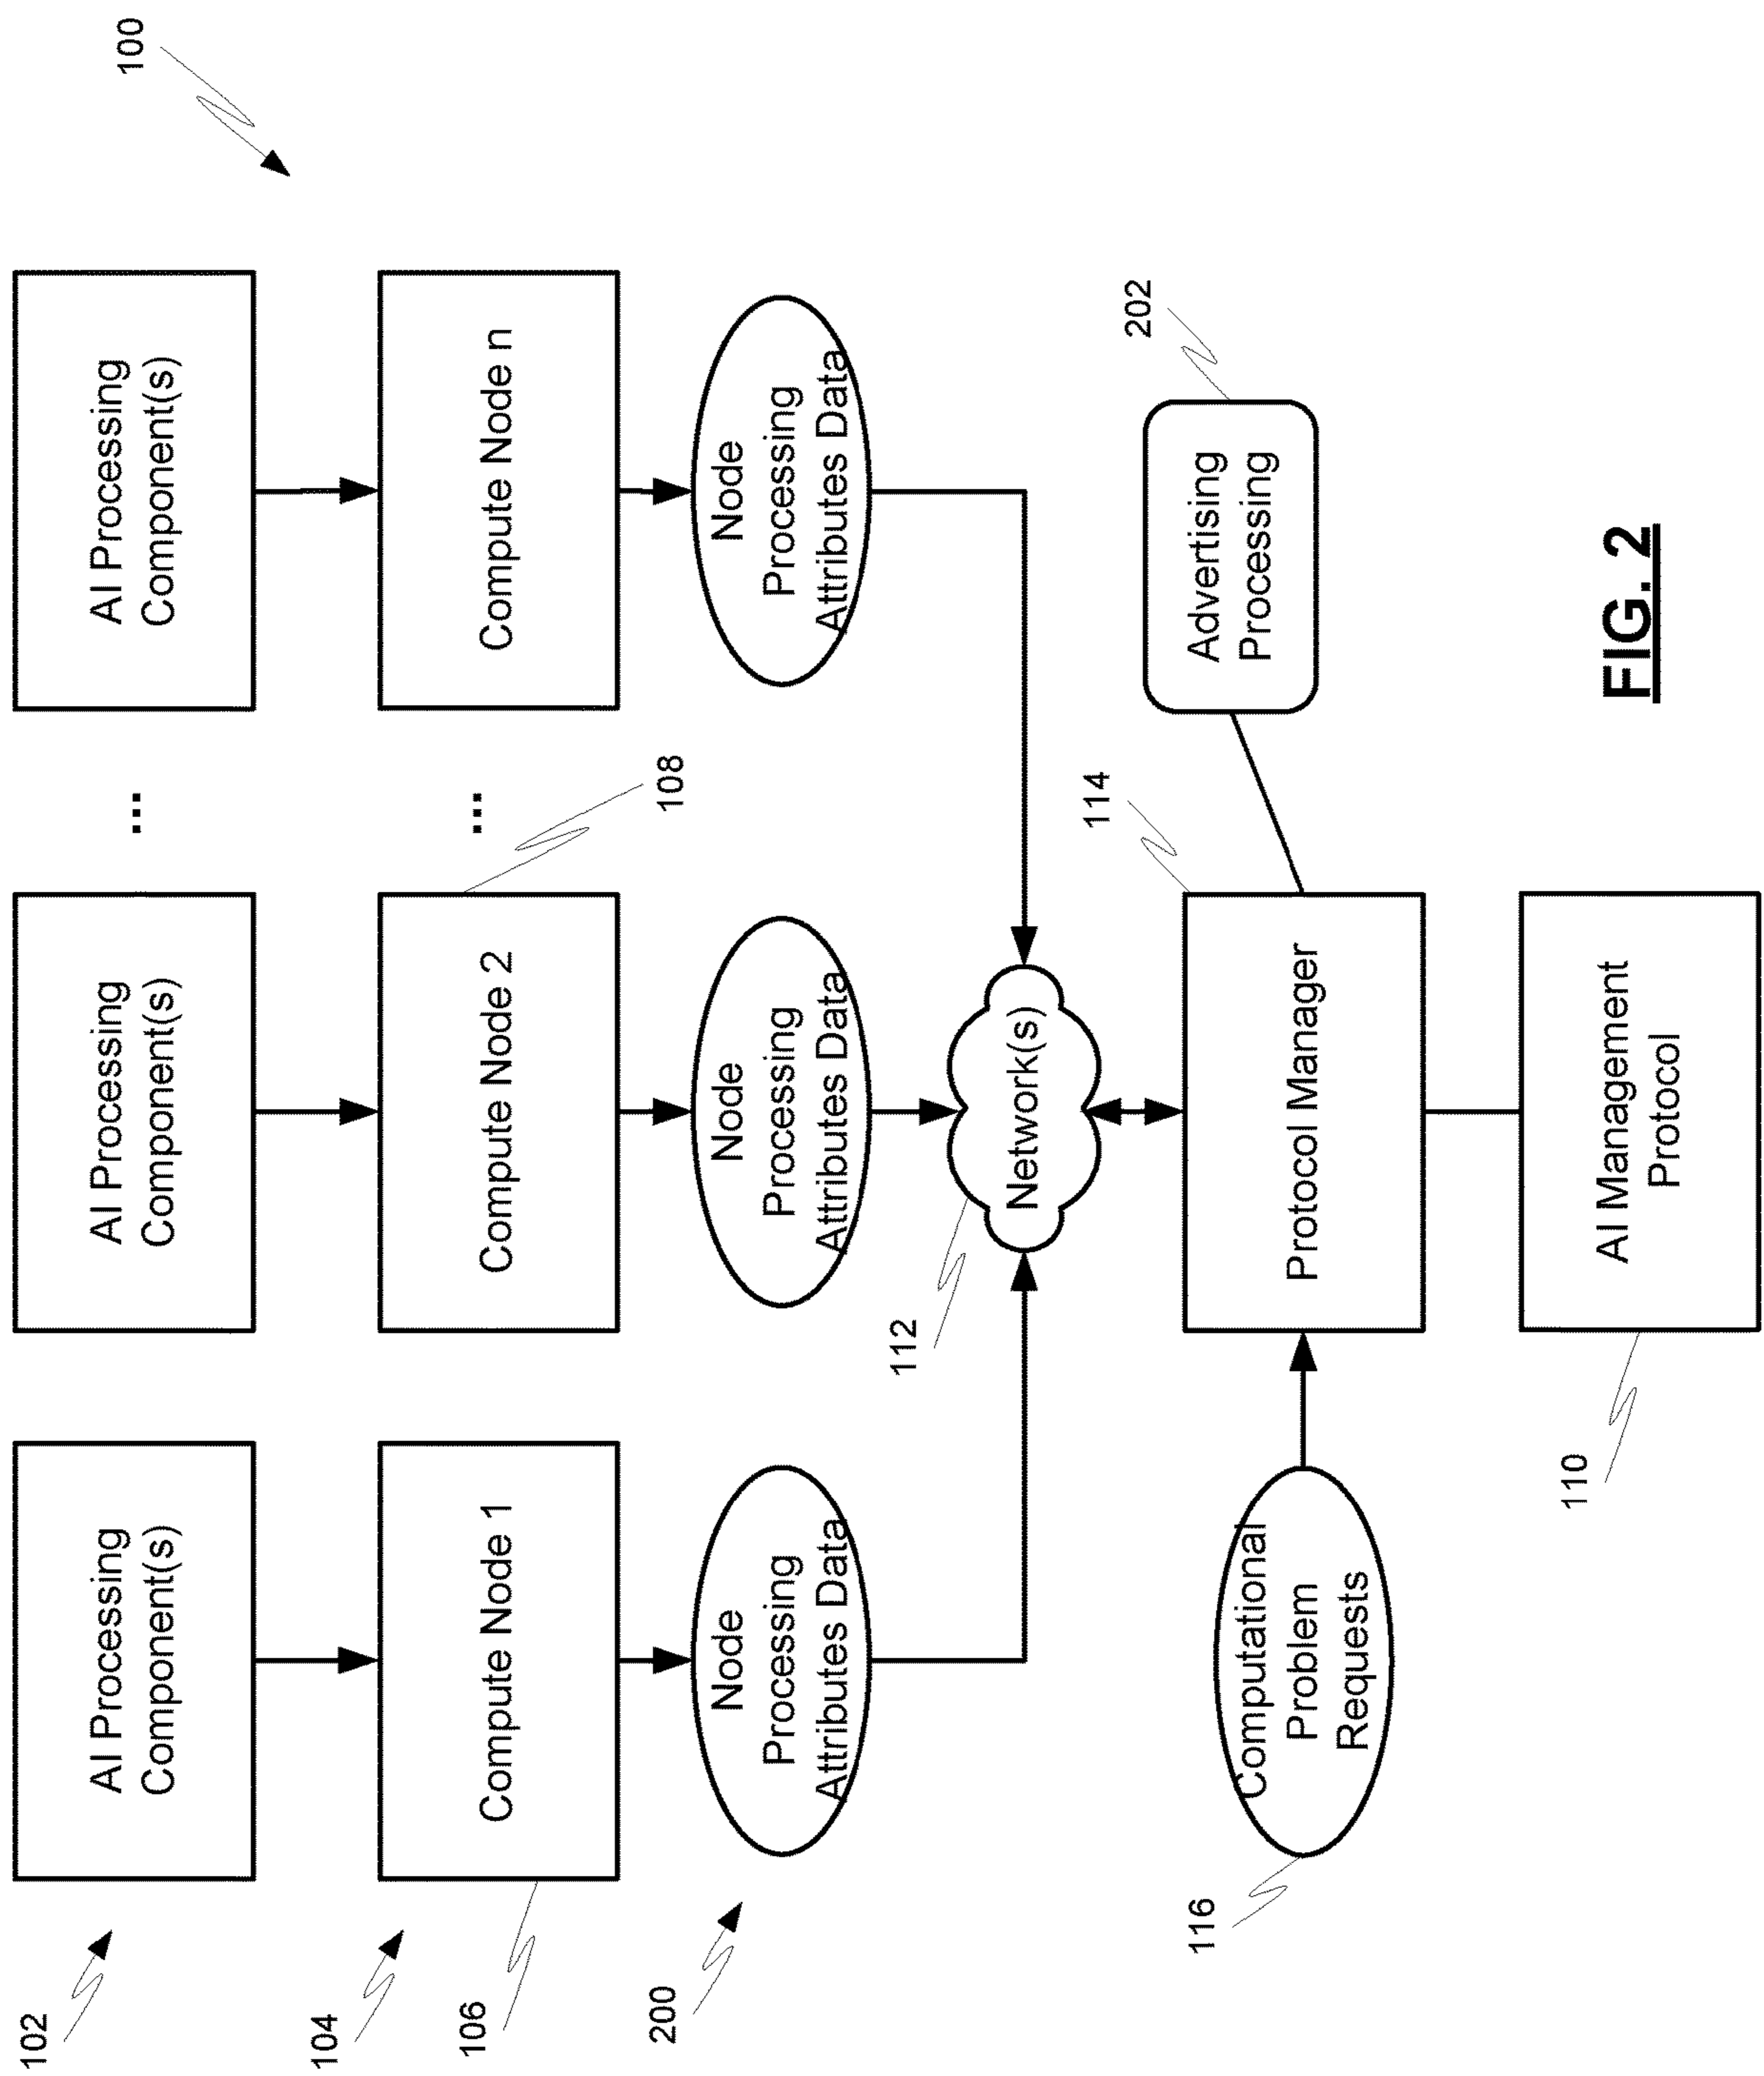 100
102
AI Processing
Component(s)
AI Processing
Component(s)
...
AI Processing
Component(s)
104
106
Compute Node 1
Compute Node 2
108
...
Compute Node n
200
Node
Processing
Attributes Data
Node
Processing
Attributes Data
Node
Processing
Attributes Data
112
Network(s)
116
Computational
Problem
Requests
114
Protocol Manager
202
Advertising
Processing
110
AI Management
Protocol
FIG. 2